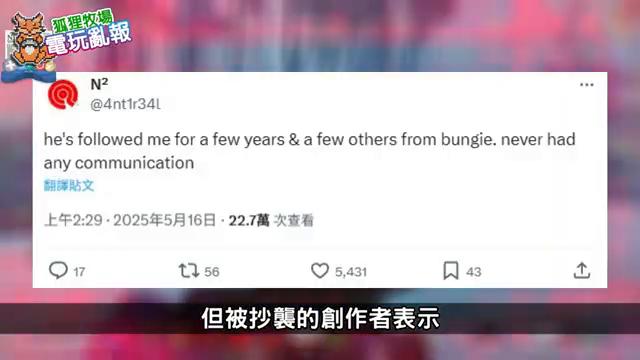 狐狸牧場
電玩亂報
N²
@4nt1r34l
he's followed me for a few years & a few others from bungie. never had
any communication
翻譯貼文
上午2:29 · 2025年5月16日 · 22.7萬 次查看
17 56 5,431 43
但被抄襲的創作者表示